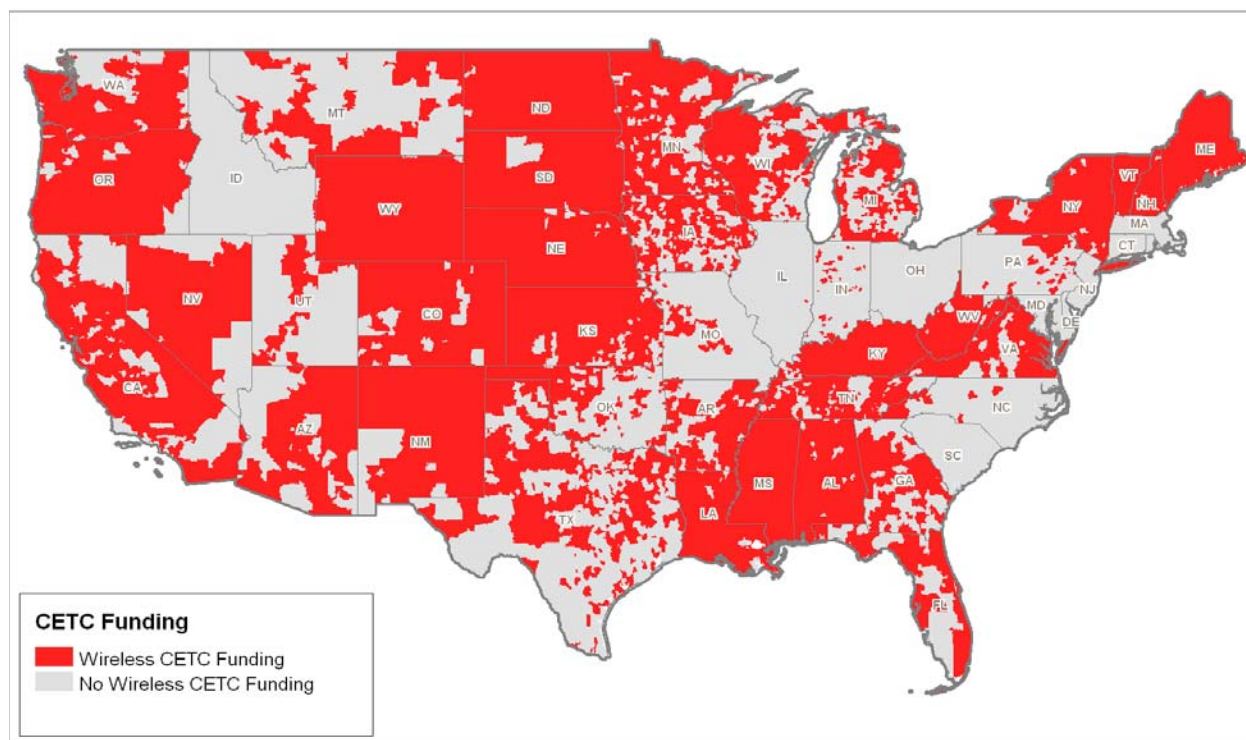 WA
MT
ND
MN
ME
OR
ID
SD
WI
VT
NH
NY
MA
WY
MI
CT
IA
NE
PA
NJ
NV
UT
CO
IL
IN
OH
MD
DE
WV
KS
MO
VA
KY
CA
AZ
NM
OK
AR
TN
NC
SC
MS
AL
GA
LA
TX
FL
CETC Funding
Wireless CETC Funding
No Wireless CETC Funding